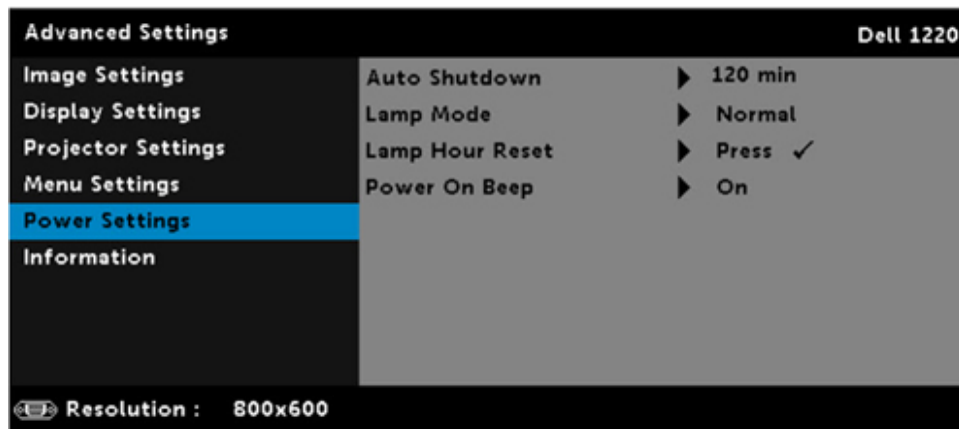 Advanced Settings Dell 1220
Image Settings Auto Shutdown 120 min
Display Settings Lamp Mode Normal
Projector Settings Lamp Hour Reset Press ✓
Menu Settings Power On Beep On
Power Settings
Information
Resolution : 800x600